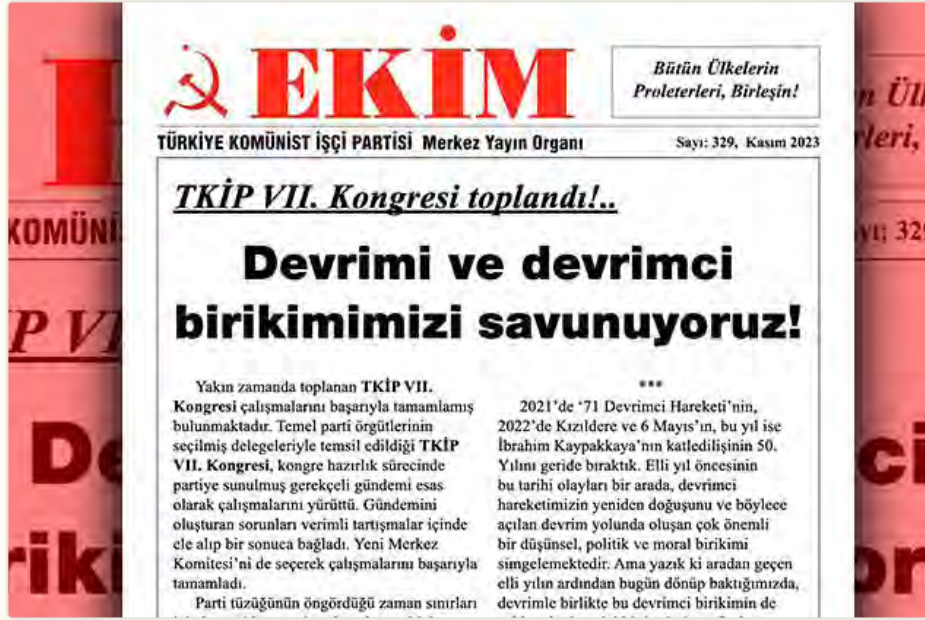 EKİM
Bütün Ülkelerin
Proleterleri, Birleşin!
TÜRKİYE KOMÜNİST İŞÇİ PARTİSİ Merkez Yayın Organı
Sayı: 329, Kasım 2023
TKİP VII. Kongresi toplandı!..
Devrimi ve devrimci
birikimimizi savunuyoruz!
Yakın zamanda toplanan TKİP VII.
Kongresi çalışmalarını başarıyla tamamlamış
bulunmaktadır. Temel parti örgütlerinin
seçilmiş delegeleriyle temsil edildiği TKİP
VII. Kongresi, kongre hazırlık sürecinde
partiye sunulmuş gerekçeli gündemi esas
olarak çalışmalarını yürüttü. Gündemini
oluşturan sorunları verimli tartışmalar içinde
ele alıp bir sonuca bağladı. Yeni Merkez
Komitesi'ni de seçerek çalışmalarını başarıyla
tamamladı.
Parti tüzüğünün öngördüğü zaman sınırları
***
2021'de '71 Devrimci Hareketi'nin,
2022'de Kızıldere ve 6 Mayıs'ın, bu yıl ise
İbrahim Kaypakkaya'nın katledilişinin 50.
Yılını geride bıraktık. Elli yıl öncesinin
bu tarihi olayları bir arada, devrimci
hareketimizin yeniden doğuşunu ve böylece
açılan devrim yolunda oluşan çok önemli
bir düşünsel, politik ve moral birikimi
simgelemektedir. Ama yazık ki aradan geçen
elli yılın ardından bugün dönüp baktığımızda,
devrimle birlikte bu devrimci birikimin de